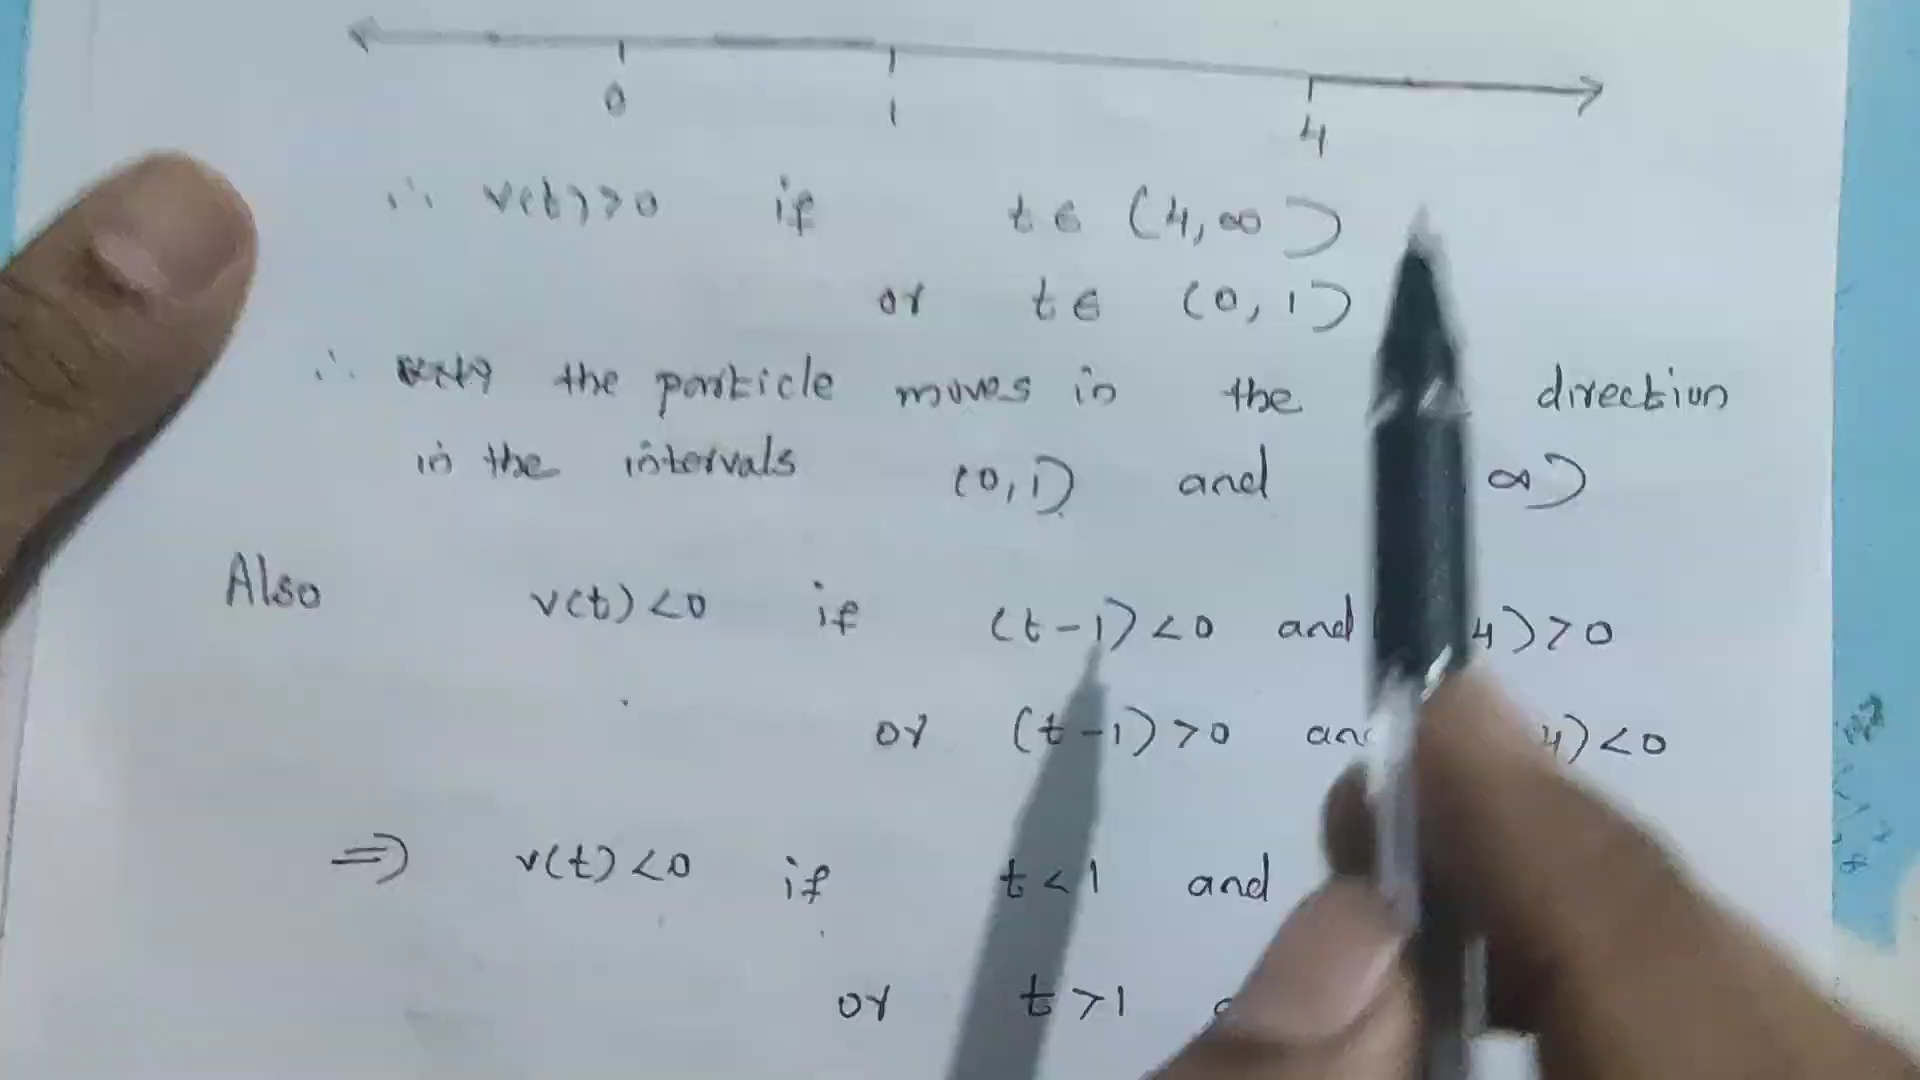 0 1 4
∴ v(t)>0 if t∈ (4,∞)
or t∈ (0,1)
∴ the particle moves in the direction
in the intervals (0,1) and ∞)
Also v(t)<0 if (t-1)<0 and 4)>0
or (t-1)>0 an 4)<0
⇒ v(t)<0 if t<1 and
or t>1